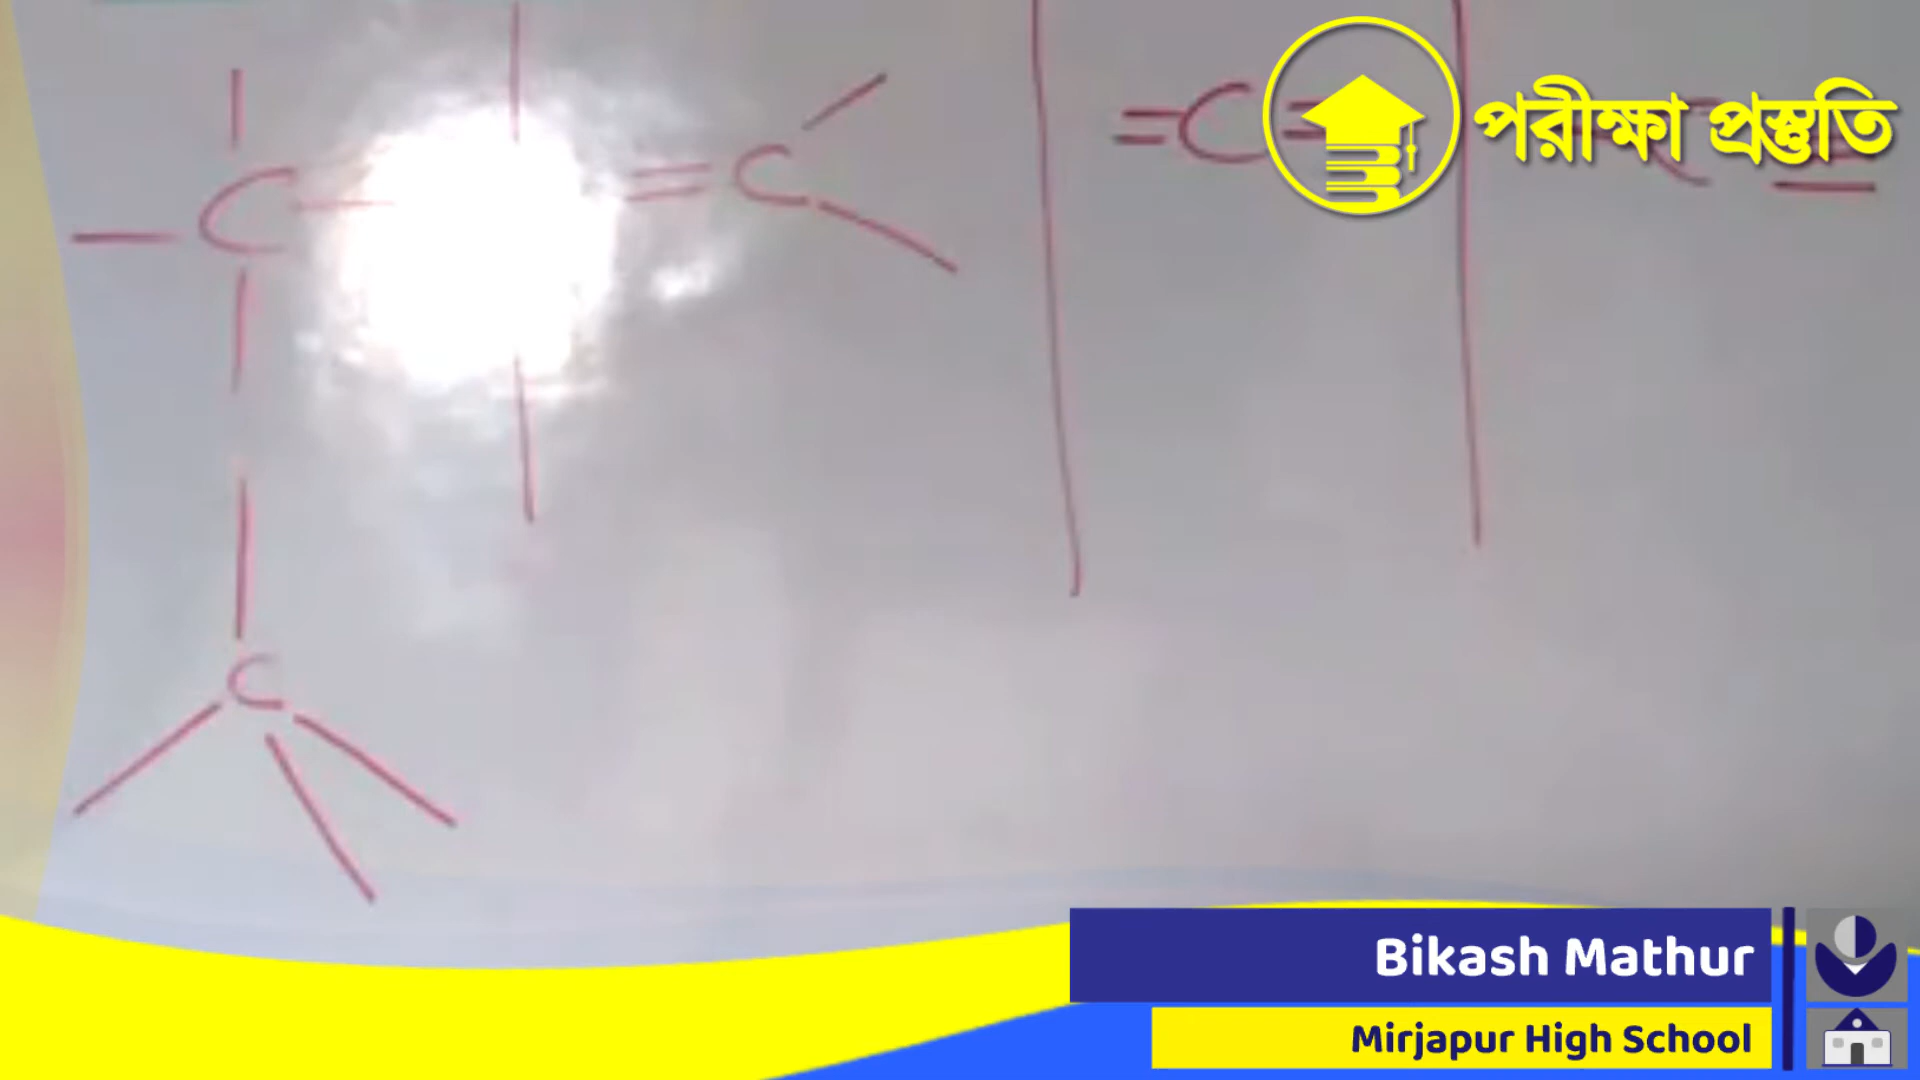 C
=C
=C=
পরীক্ষা প্রস্তুতি
C
Bikash Mathur
Mirjapur High School